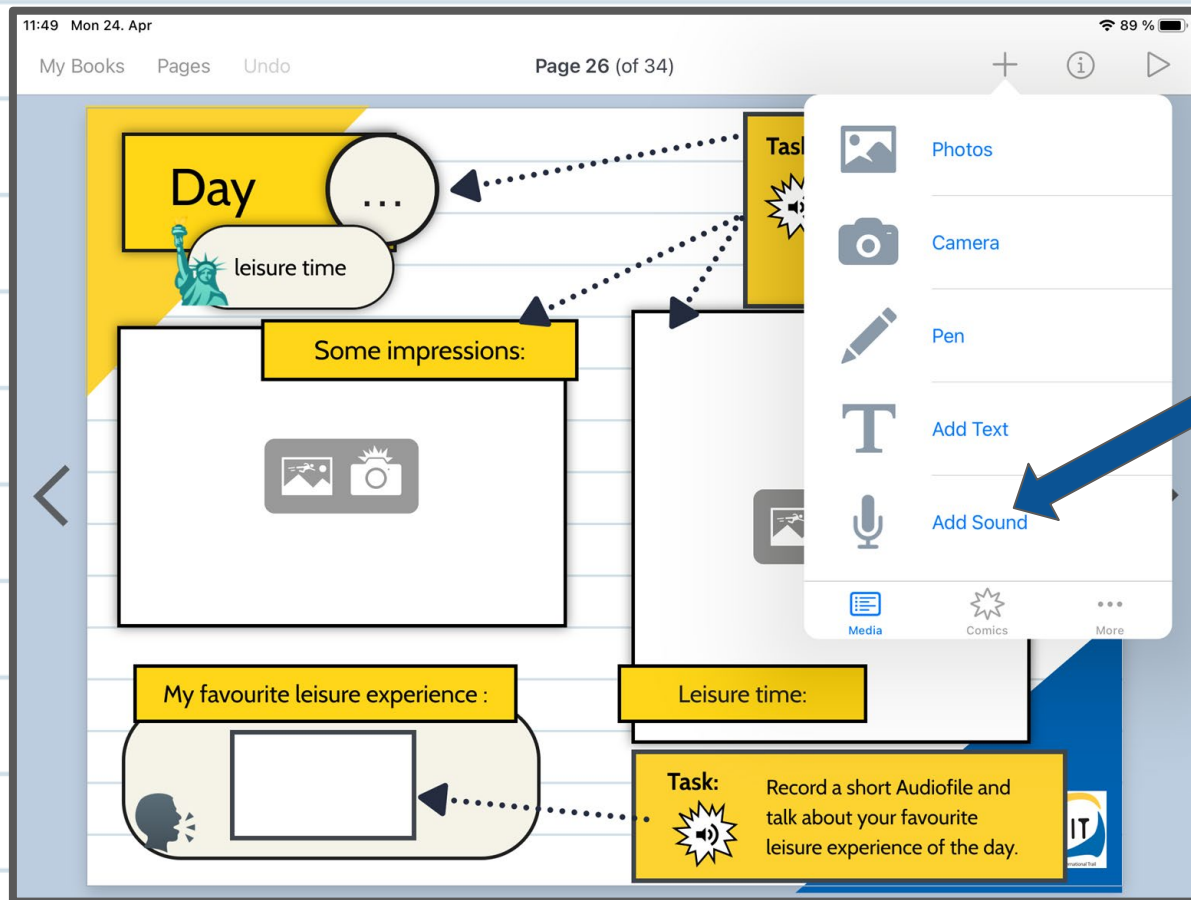 11:49 Mon 24. Apr
89 %
My Books Pages Undo
Page 26 (of 34)
Day
...
leisure time
Photos
Camera
Pen
Add Text
Add Sound
Media Comics More
Some impressions:
My favourite leisure experience :
Leisure time:
Task:
Record a short Audiofile and
talk about your favourite
leisure experience of the day.
IT